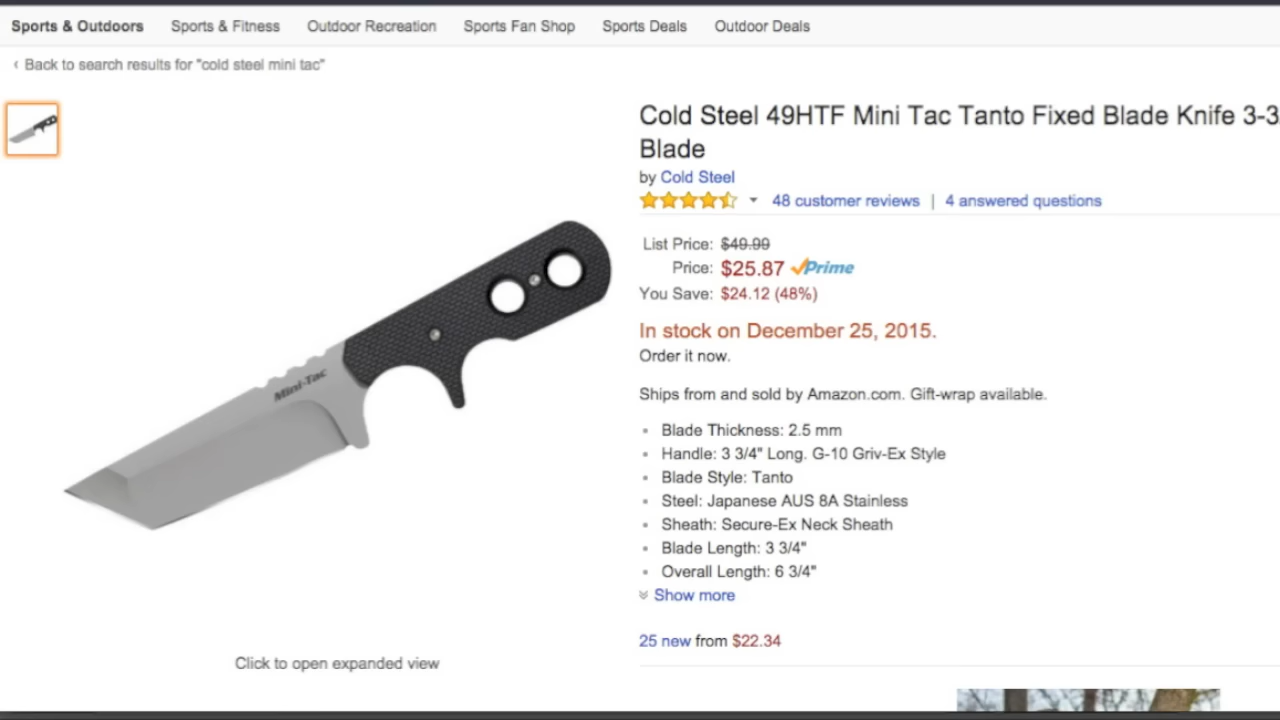 Sports & Outdoors Sports & Fitness Outdoor Recreation Sports Fan Shop Sports Deals Outdoor Deals
‹ Back to search results for "cold steel mini tac"
Cold Steel 49HTF Mini Tac Tanto Fixed Blade Knife 3-3
Blade
by Cold Steel
48 customer reviews | 4 answered questions
List Price: $49.99
Price: $25.87 Prime
You Save: $24.12 (48%)
In stock on December 25, 2015.
Order it now.
Ships from and sold by Amazon.com. Gift-wrap available.
Mini-Tac
• Blade Thickness: 2.5 mm
• Handle: 3 3/4" Long. G-10 Griv-Ex Style
• Blade Style: Tanto
• Steel: Japanese AUS 8A Stainless
• Sheath: Secure-Ex Neck Sheath
• Blade Length: 3 3/4"
• Overall Length: 6 3/4"
Show more
25 new from $22.34
Click to open expanded view